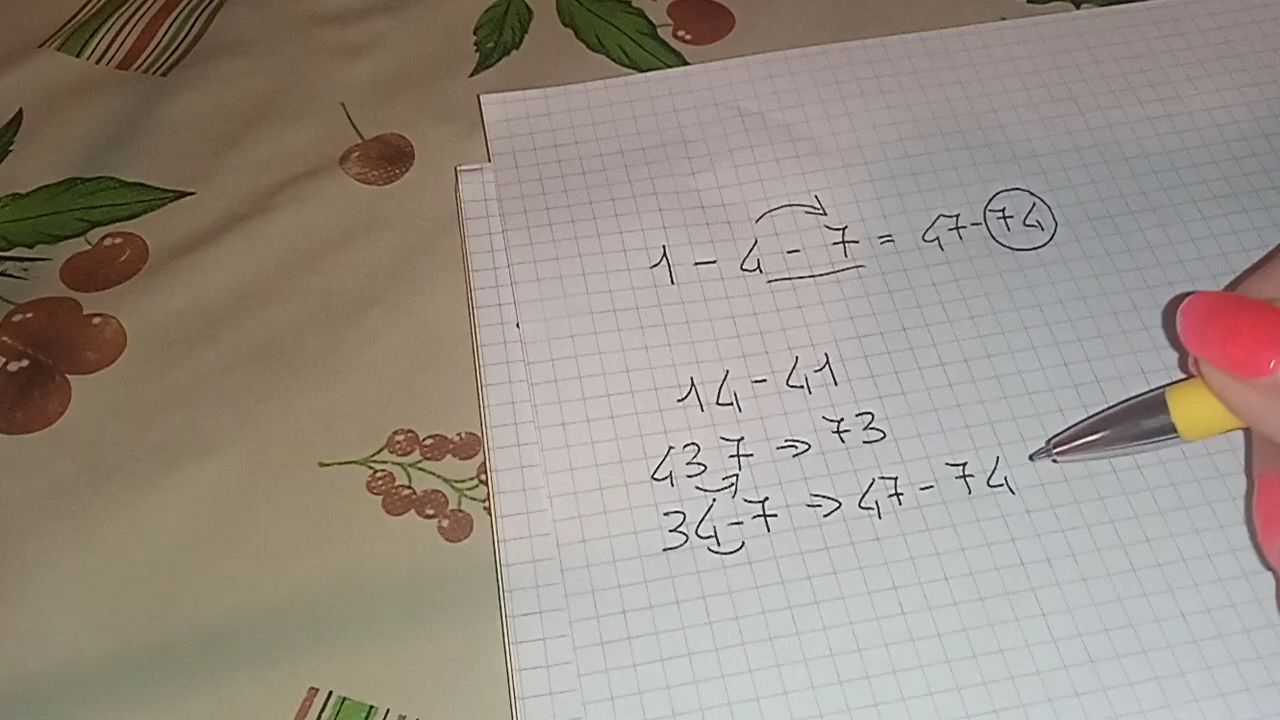 1 - 4 - 7 = 47 - 74
14 - 41
437 ⇒ 73
34 - 7 ⇒ 47 - 74